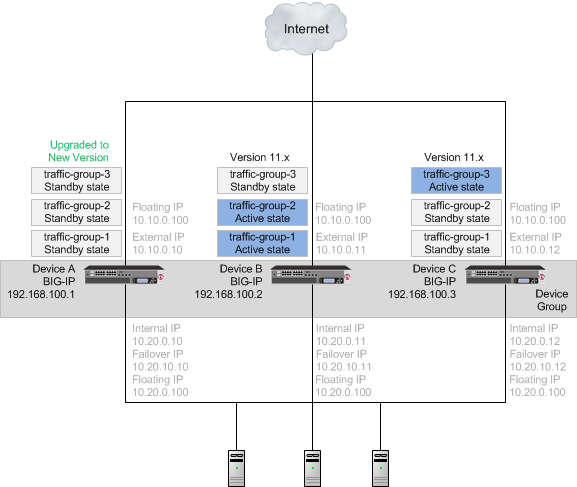 Internet
Upgraded to
New Version
traffic-group-3
Standby state
traffic-group-2
Standby state
traffic-group-1
Standby state
Floating IP
10.10.0.100
External IP
10.10.0.10
Version 11.x
traffic-group-3
Standby state
traffic-group-2
Active state
traffic-group-1
Active state
Floating IP
10.10.0.100
External IP
10.10.0.11
Version 11.x
traffic-group-3
Active state
traffic-group-2
Standby state
traffic-group-1
Standby state
Floating IP
10.10.0.100
External IP
10.10.0.12
Device A
BIG-IP
192.168.100.1
Device B
BIG-IP
192.168.100.2
Device C
BIG-IP
192.168.100.3
Device
Group
Internal IP
10.20.0.10
Failover IP
10.20.10.10
Floating IP
10.20.0.100
Internal IP
10.20.0.11
Failover IP
10.20.10.11
Floating IP
10.20.0.100
Internal IP
10.20.0.12
Failover IP
10.20.10.12
Floating IP
10.20.0.100